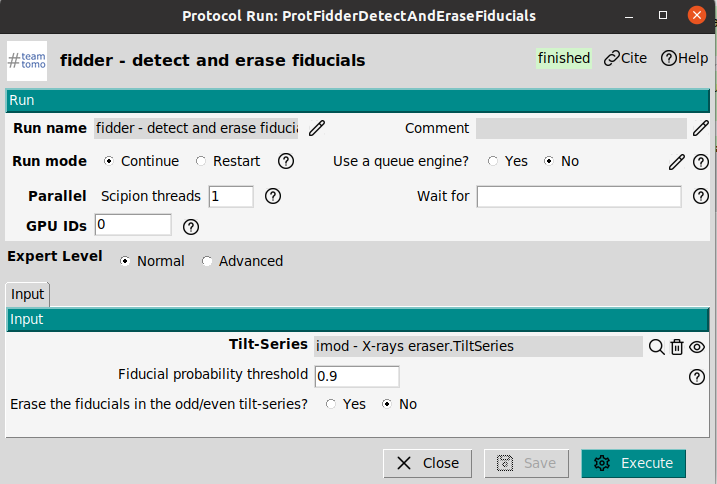 Protocol Run: ProtFidderDetectAndEraseFiducials
#team tomo
fidder - detect and erase fiducials
finished Cite Help
Run
Run name fidder - detect and erase fiducia Comment
Run mode Continue Restart Use a queue engine? Yes No
Parallel Scipion threads 1 Wait for
GPU IDs 0
Expert Level Normal Advanced
Input
Input
Tilt-Series imod - X-rays eraser.TiltSeries
Fiducial probability threshold 0.9
Erase the fiducials in the odd/even tilt-series? Yes No
Close Save Execute